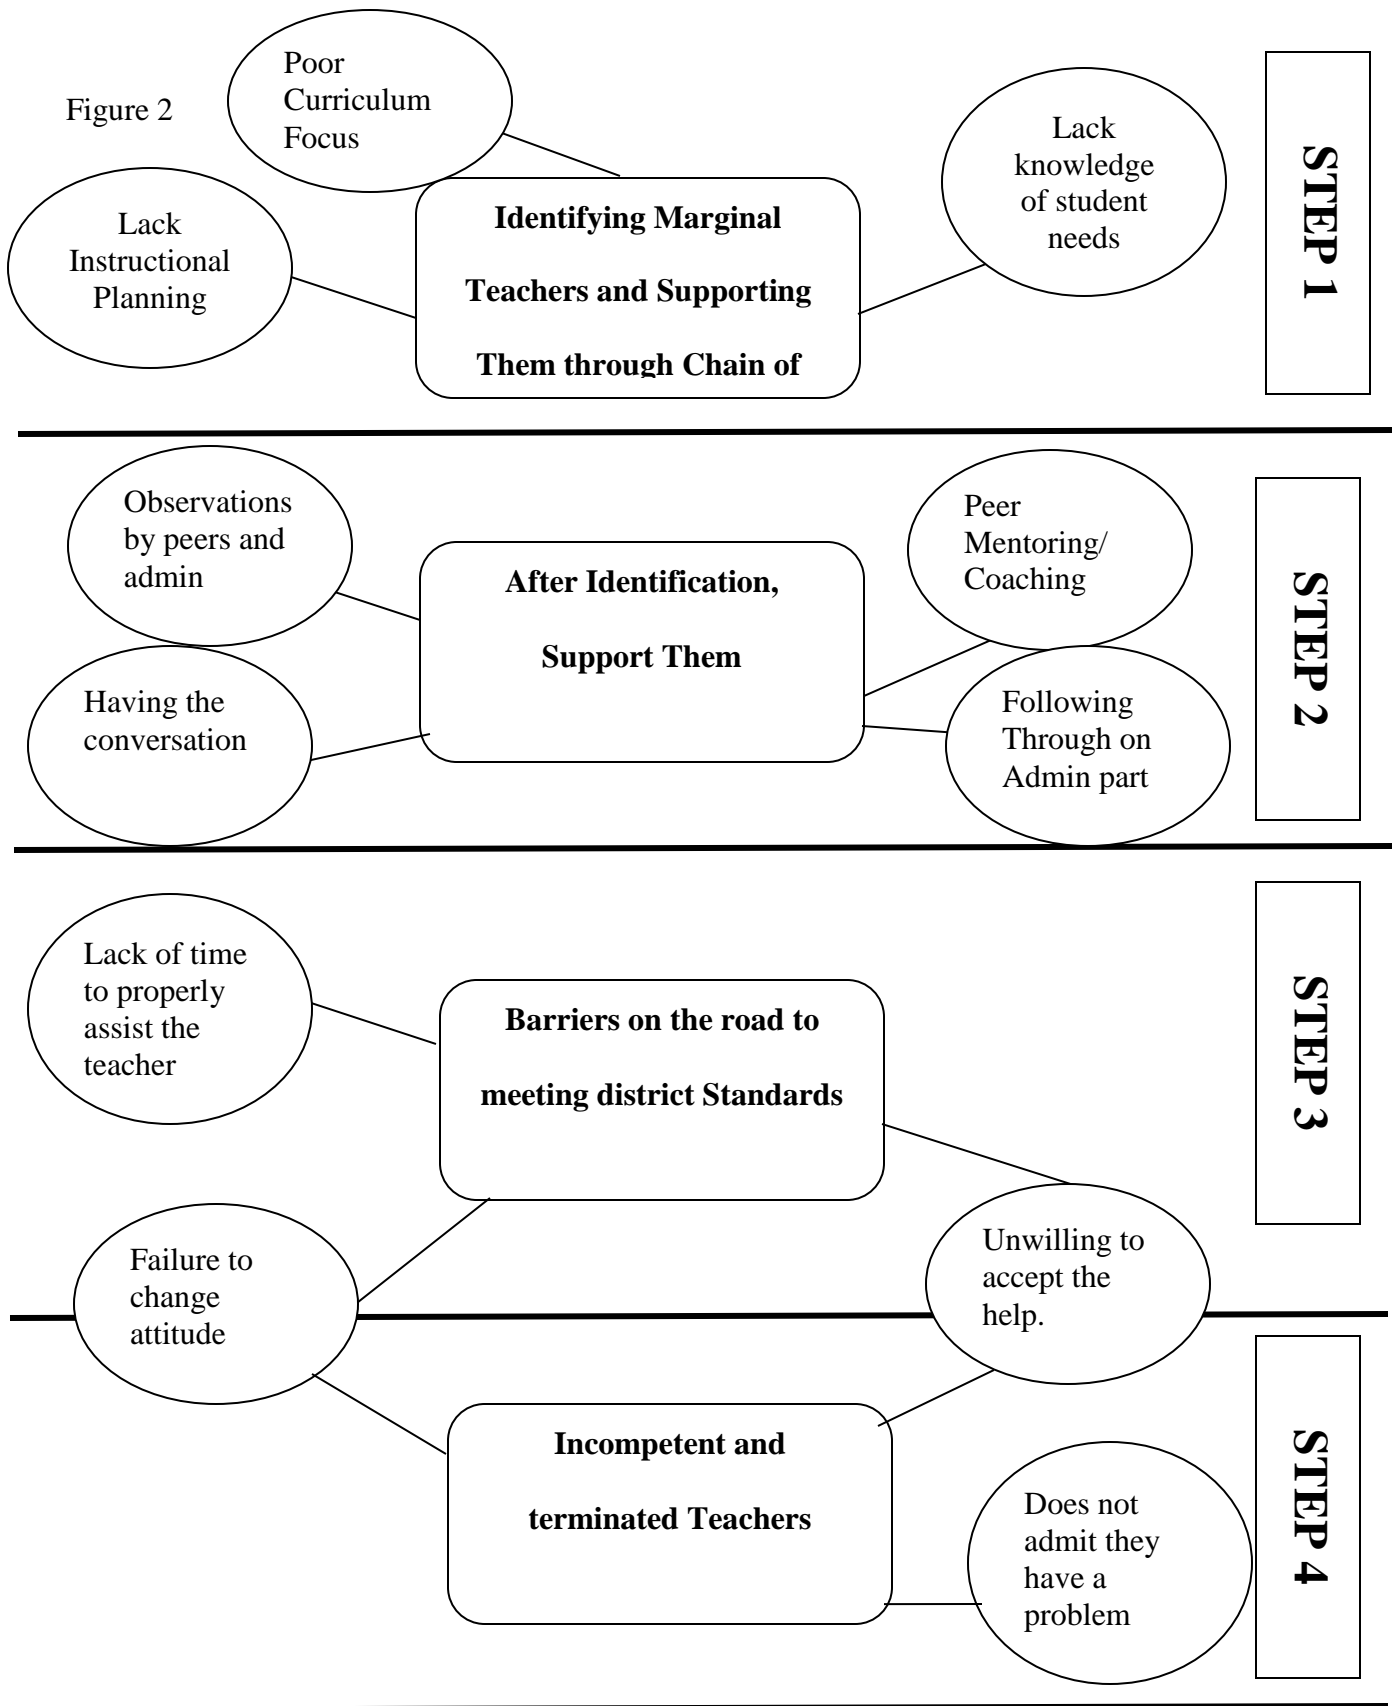 Figure 2
Poor
Curriculum
Focus
Lack
Instructional
Planning
Identifying Marginal
Teachers and Supporting
Them through Chain of
Lack
knowledge
of student
needs
STEP 1
Observations
by peers and
admin
Having the
conversation
After Identification,
Support Them
Peer
Mentoring/
Coaching
Following
Through on
Admin part
STEP 2
Lack of time
to properly
assist the
teacher
Barriers on the road to
meeting district Standards
STEP 3
Failure to
change
attitude
Unwilling to
accept the
help.
Incompetent and
terminated Teachers
Does not
admit they
have a
problem
STEP 4